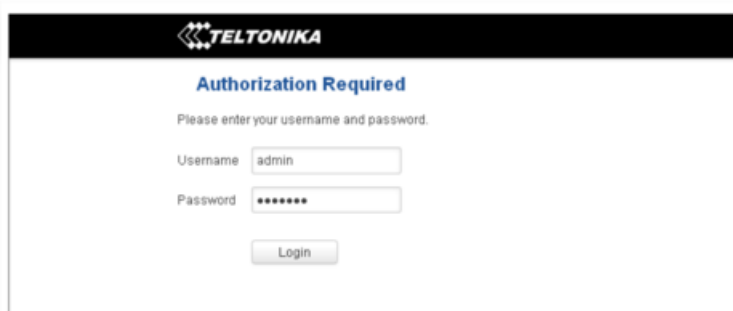 TELTONIKA
Authorization Required
Please enter your username and password.
Username admin
Password •••••••
Login